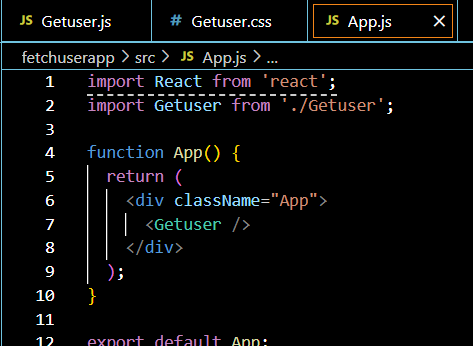 JS Getuser.js # Getuser.css JS App.js ×
fetchuserapp > src > JS App.js > ...
1 import React from 'react';
2 import Getuser from './Getuser';
3
4 function App() {
5 return (
6 <div className="App">
7 <Getuser />
8 </div>
9 );
10 }
11
12 export default App;